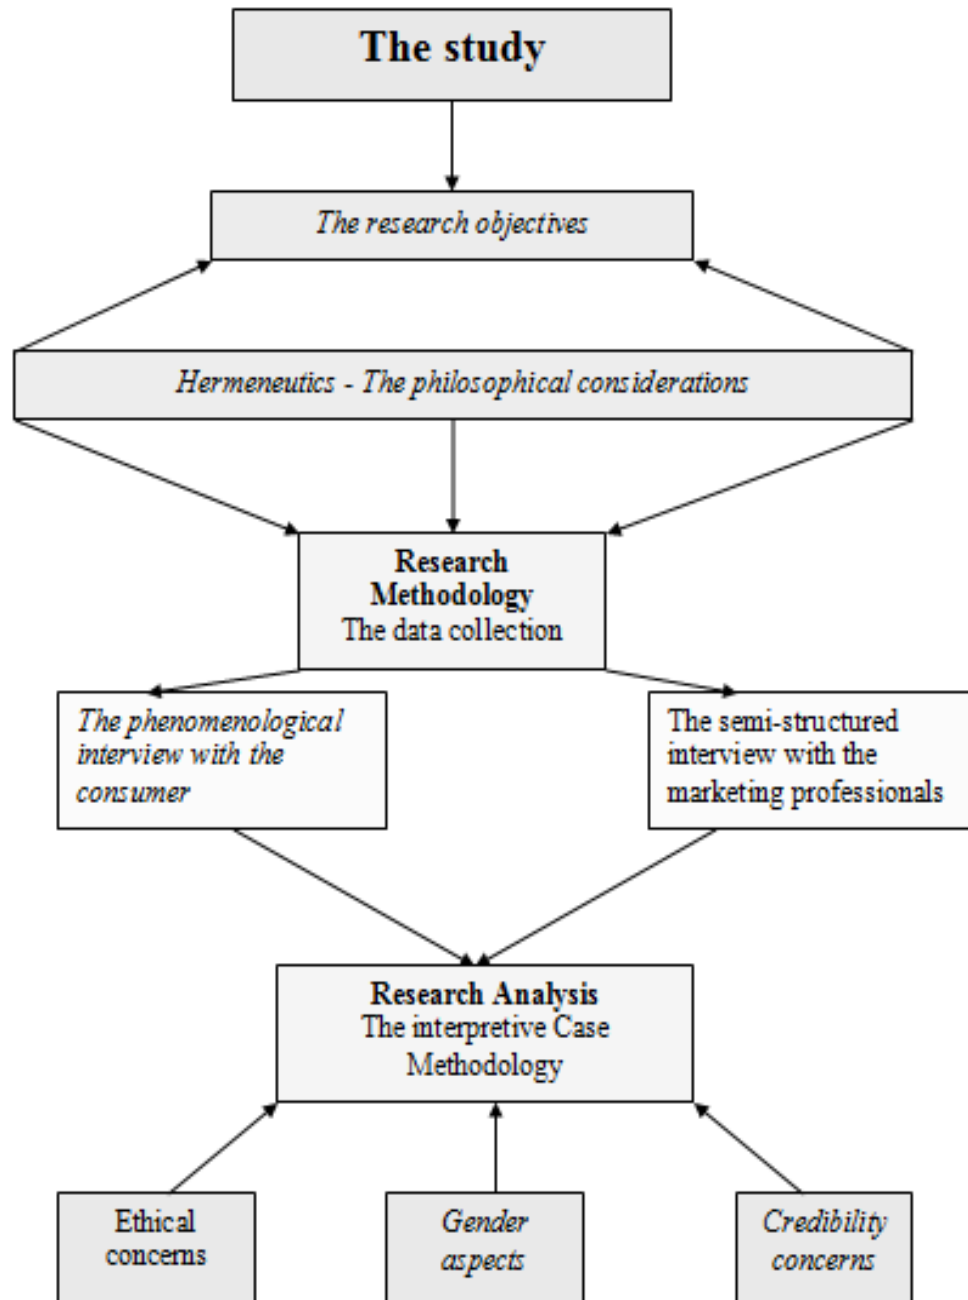 The study
The research objectives
Hermeneutics - The philosophical considerations
Research
Methodology
The data collection
The phenomenological
interview with the
consumer
The semi-structured
interview with the
marketing professionals
Research Analysis
The interpretive Case
Methodology
Ethical
concerns
Gender
aspects
Credibility
concerns